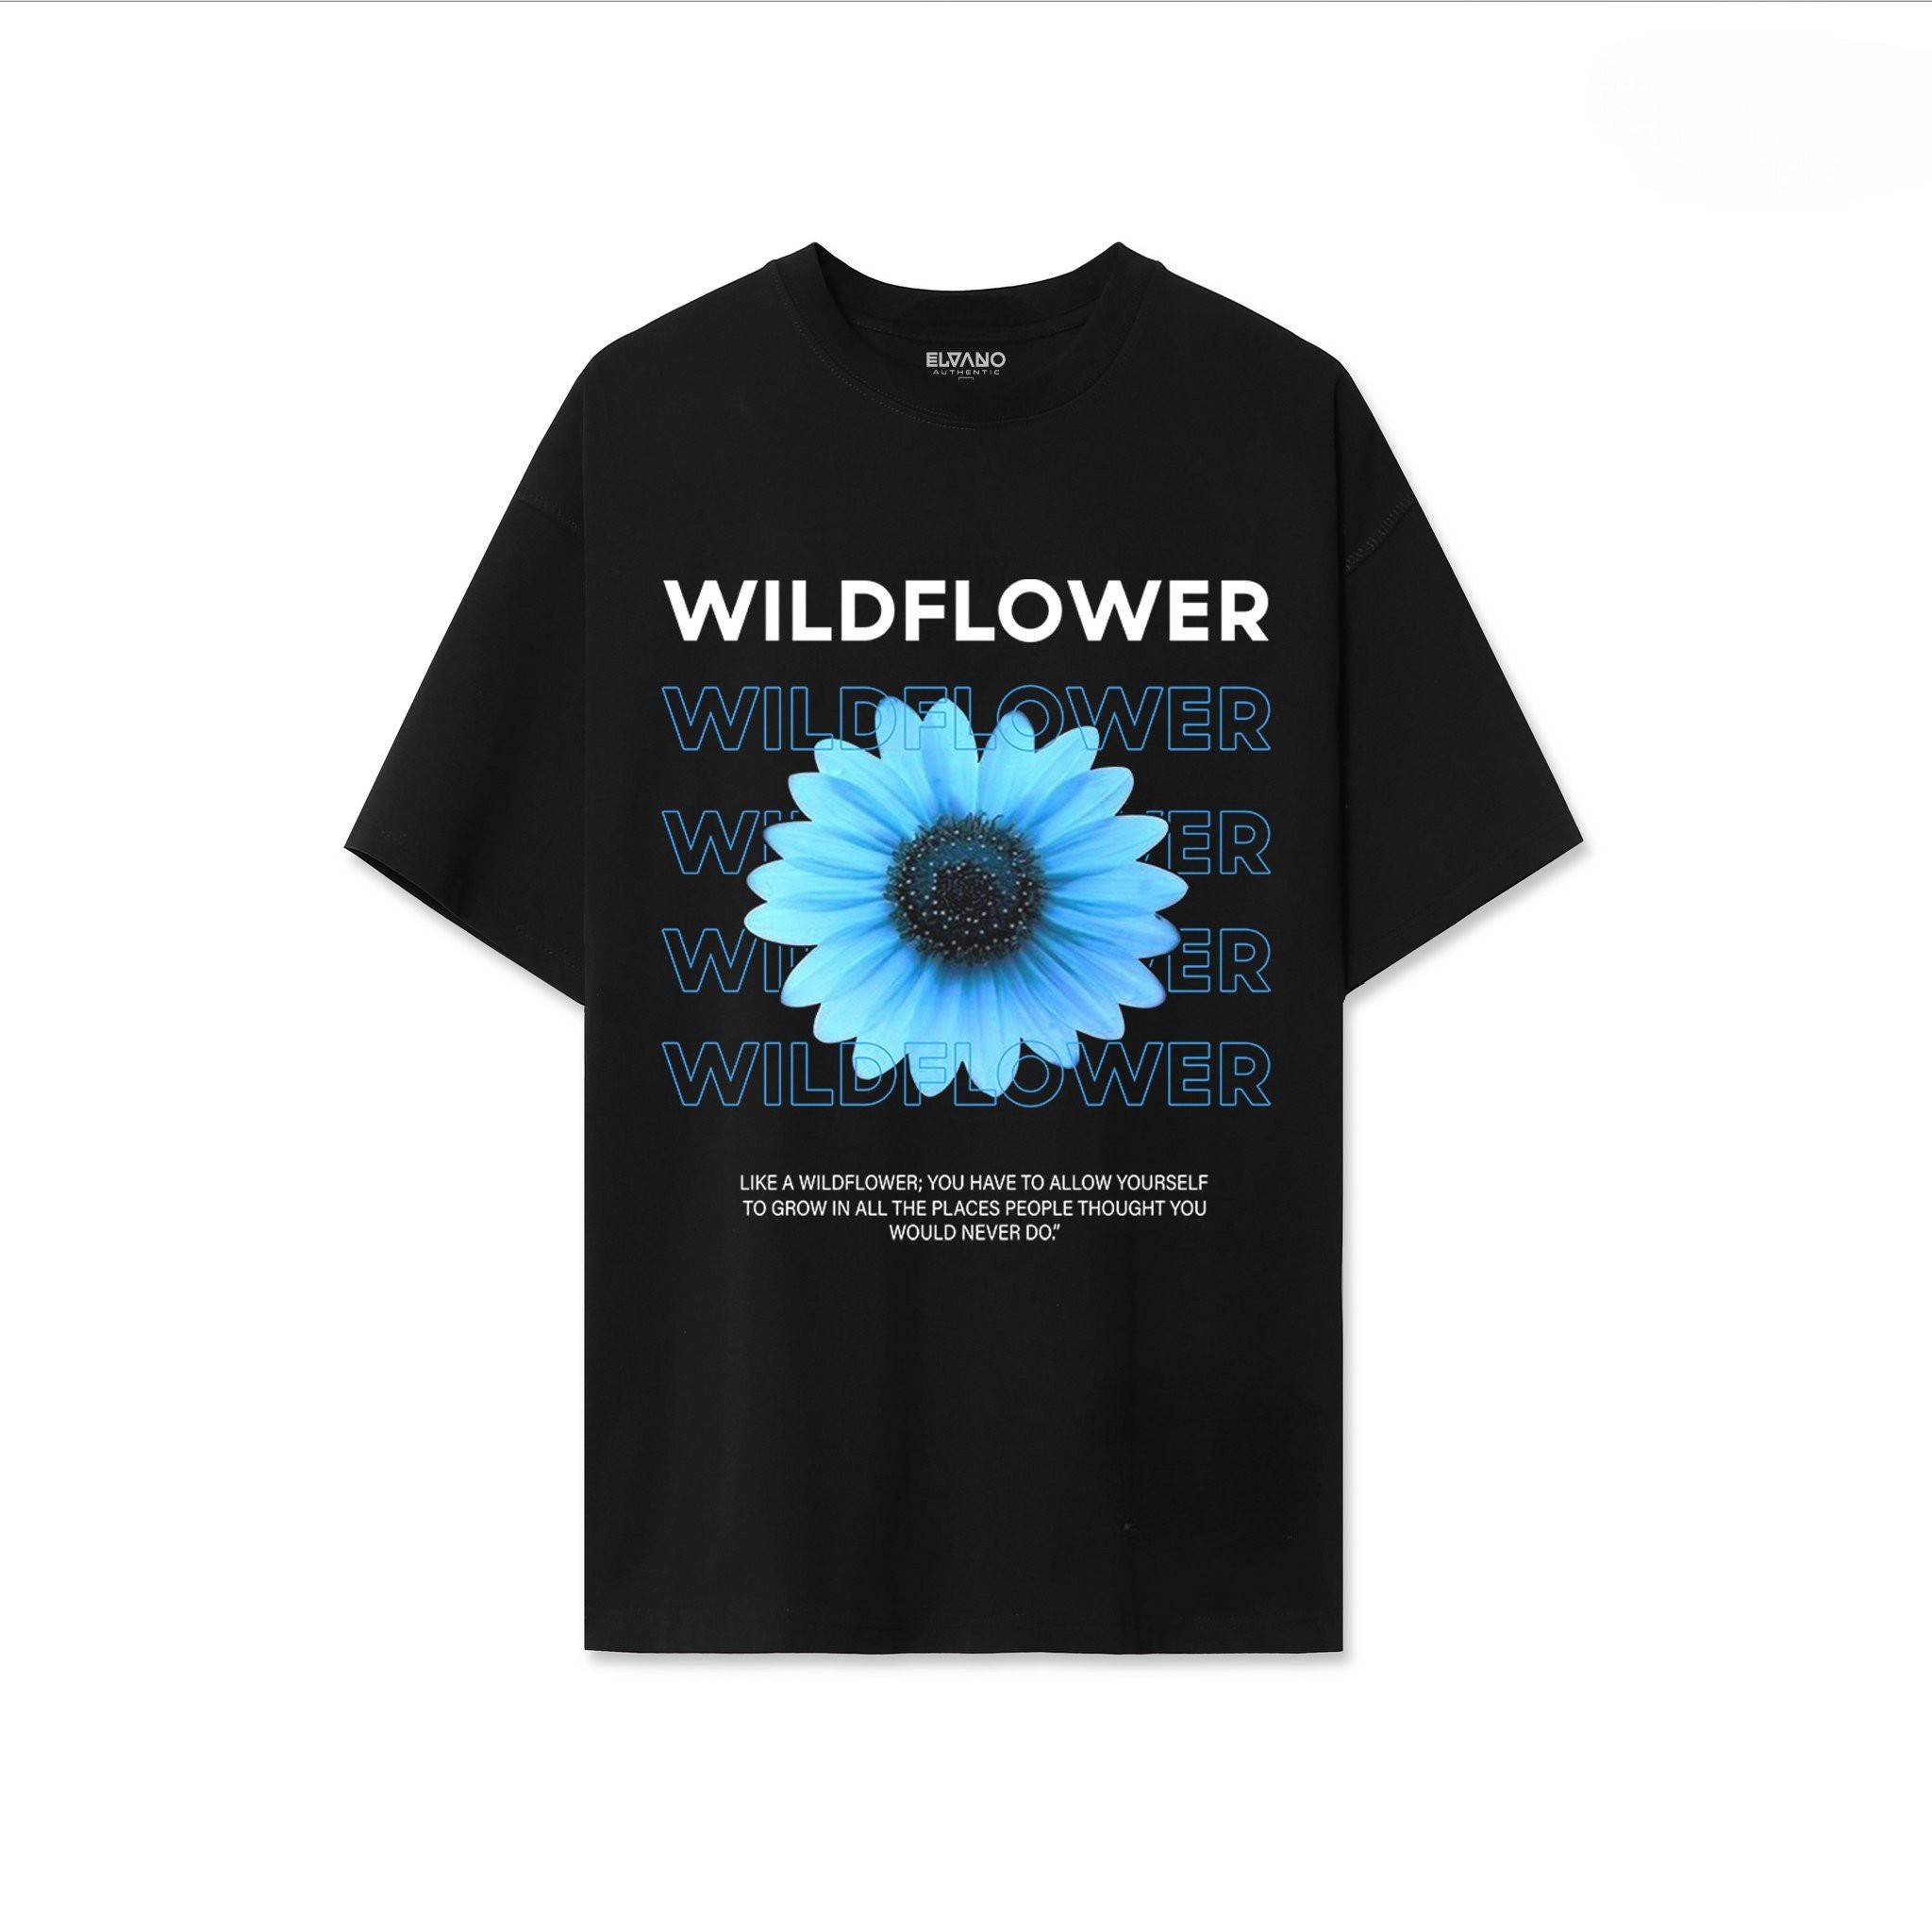 ELVANO
AUTHENTIC
WILDFLOWER
WILDFLOWER
WI ER
WI ER
WILDFLOWER
LIKE A WILDFLOWER; YOU HAVE TO ALLOW YOURSELF
TO GROW IN ALL THE PLACES PEOPLE THOUGHT YOU
WOULD NEVER DO.”